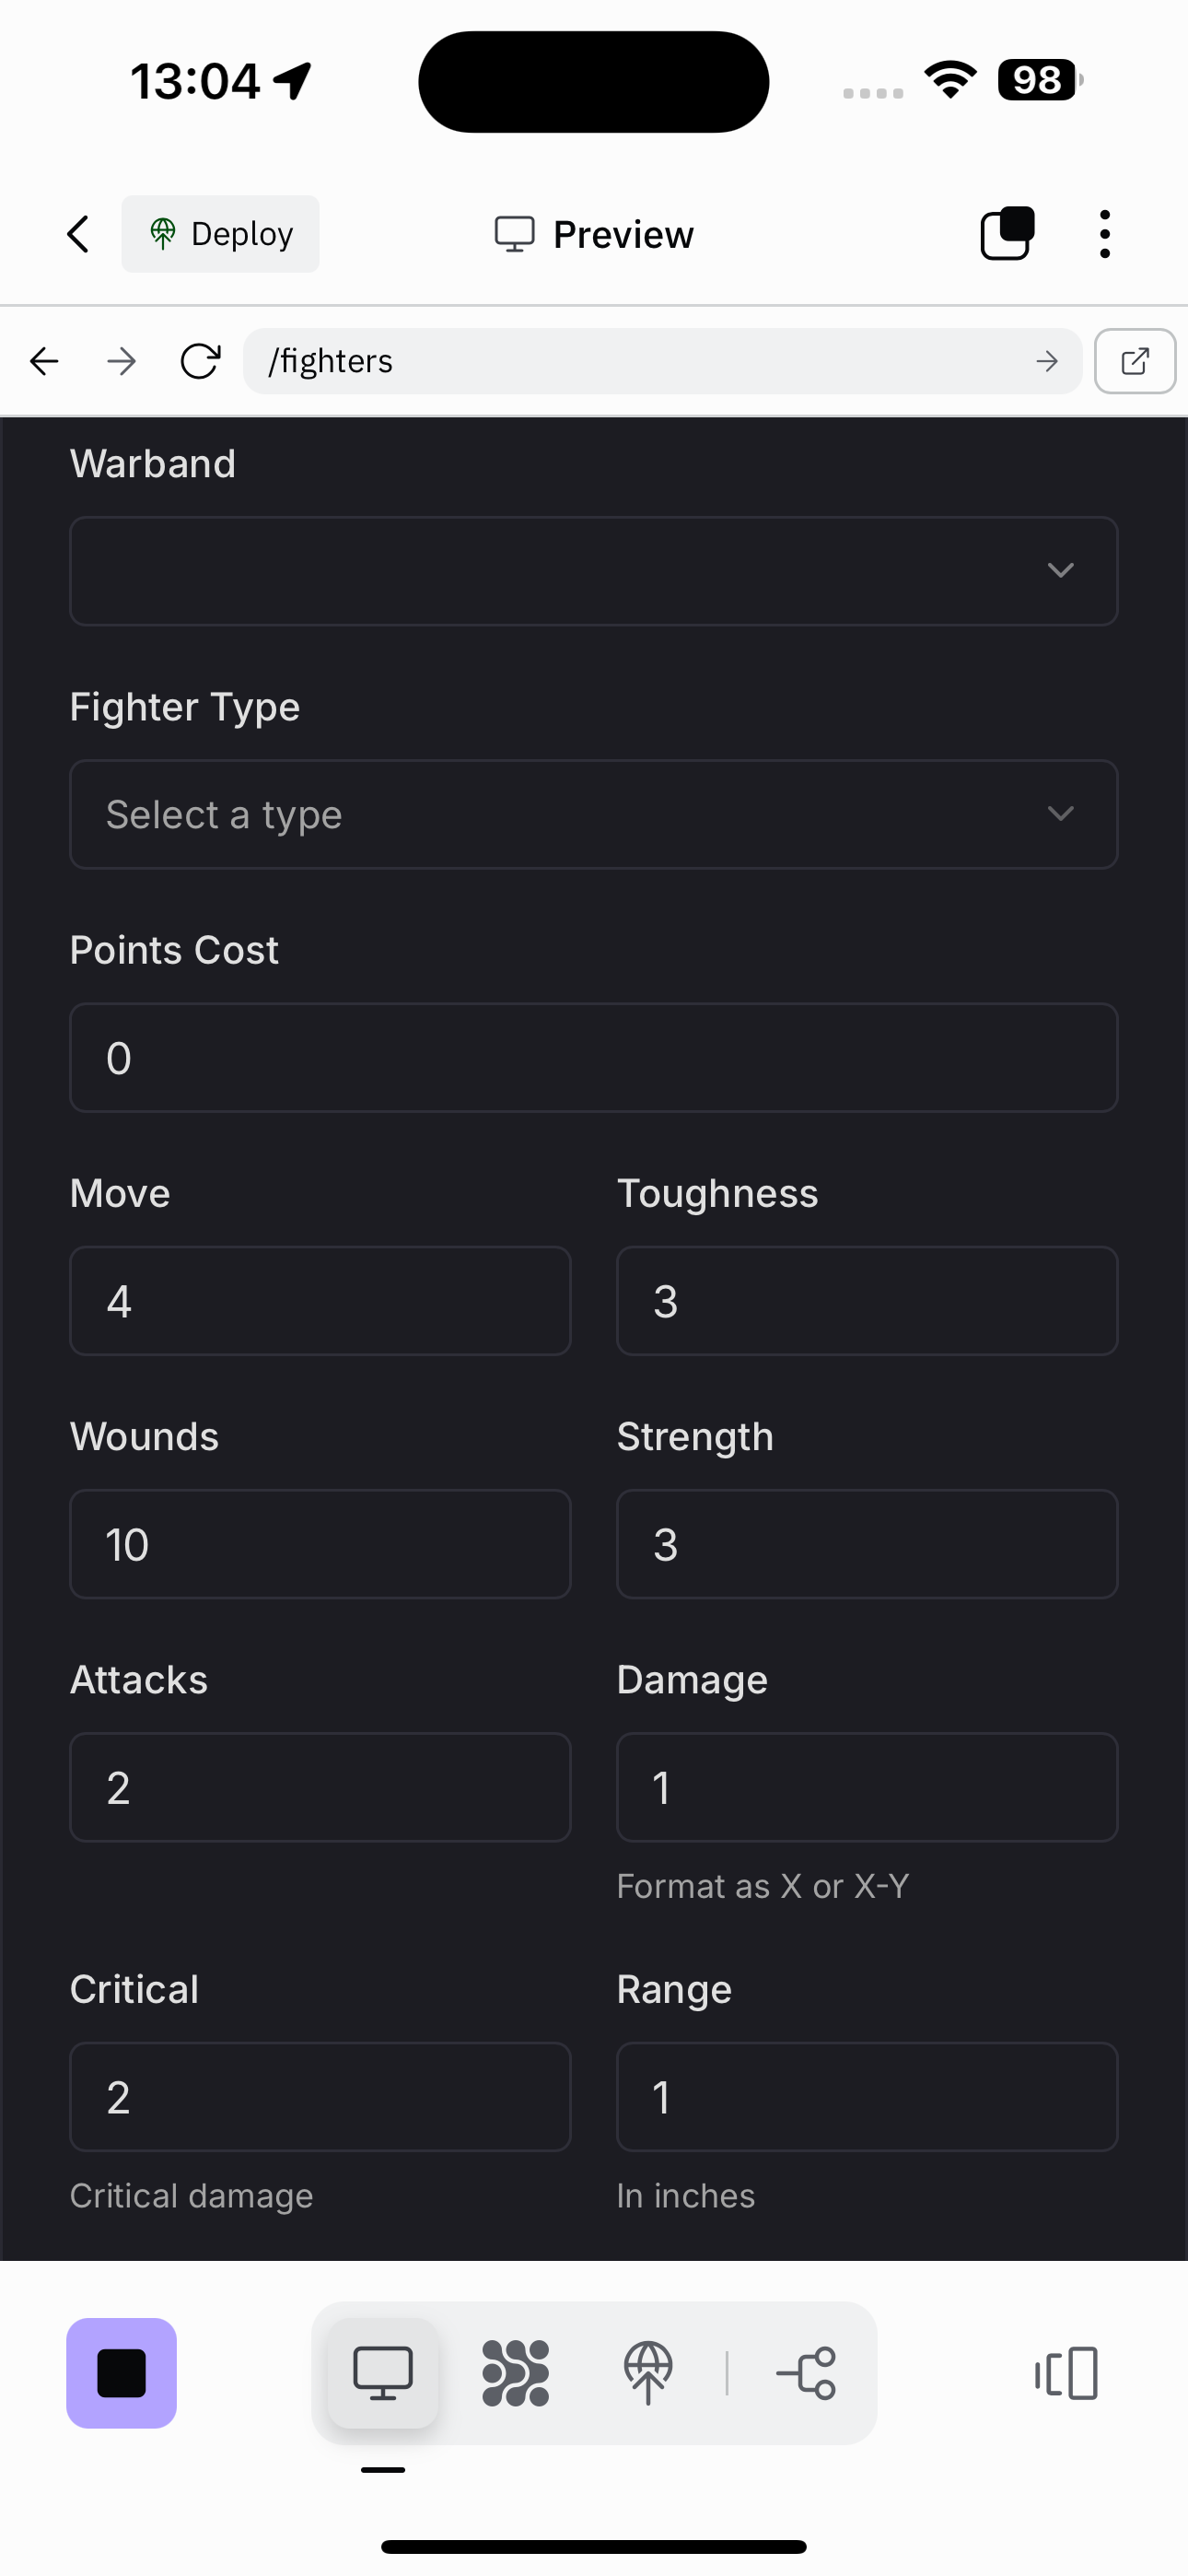 13:04
98
Deploy
Preview
/fighters
Warband
Fighter Type
Select a type
Points Cost
0
Move Toughness
4 3
Wounds Strength
10 3
Attacks Damage
2 1
Format as X or X-Y
Critical Range
2 1
Critical damage In inches